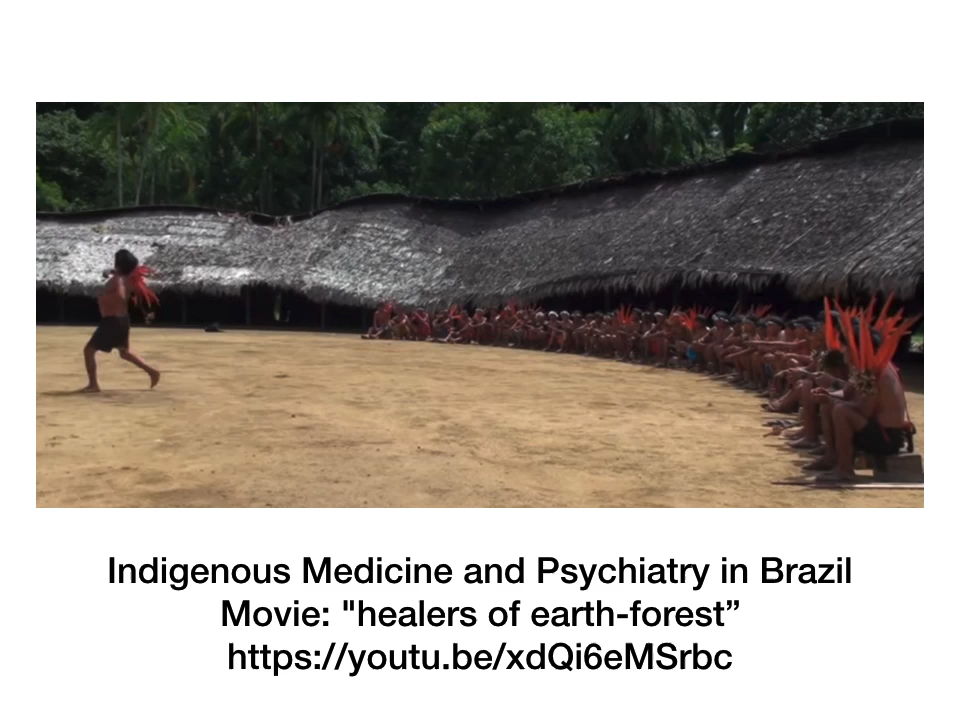 Indigenous Medicine and Psychiatry in Brazil
Movie: "healers of earth-forest”
https://youtu.be/xdQi6eMSrbc